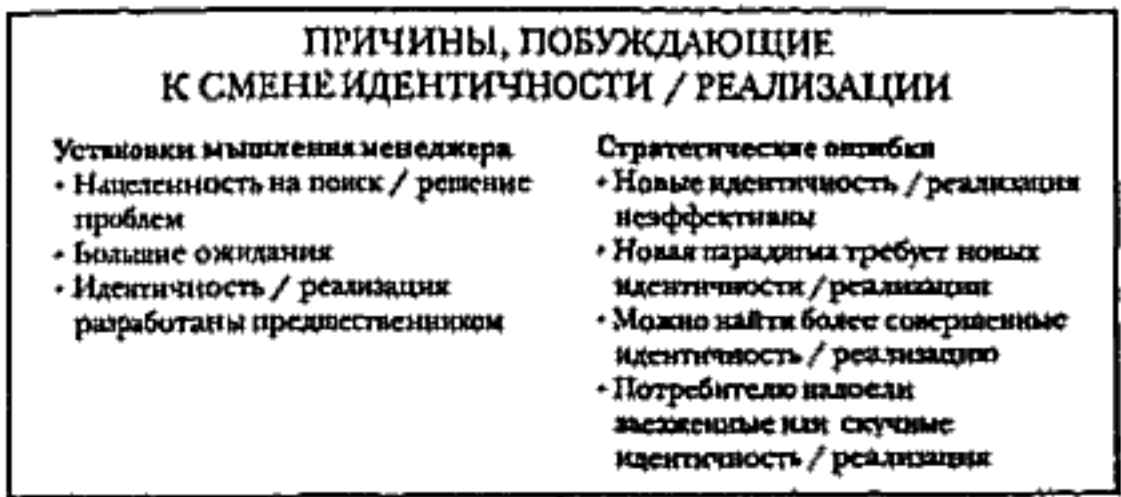 ПРИЧИНЫ, ПОБУЖДАЮЩИЕ
К СМЕНЕ ИДЕНТИЧНОСТИ / РЕАЛИЗАЦИИ
Установки мышления менеджера
• Нацеленность на поиск / решение
проблем
• Большие ожидания
• Идентичность / реализация
разработаны предшественником
Стратегические ошибки
• Новые идентичность / реализация
неэффективны
• Новая парадигма требует новых
идентичности / реализации
• Можно найти более совершенные
идентичность / реализацию
• Потребителю надоели
заезженные или скучные
идентичность / реализация